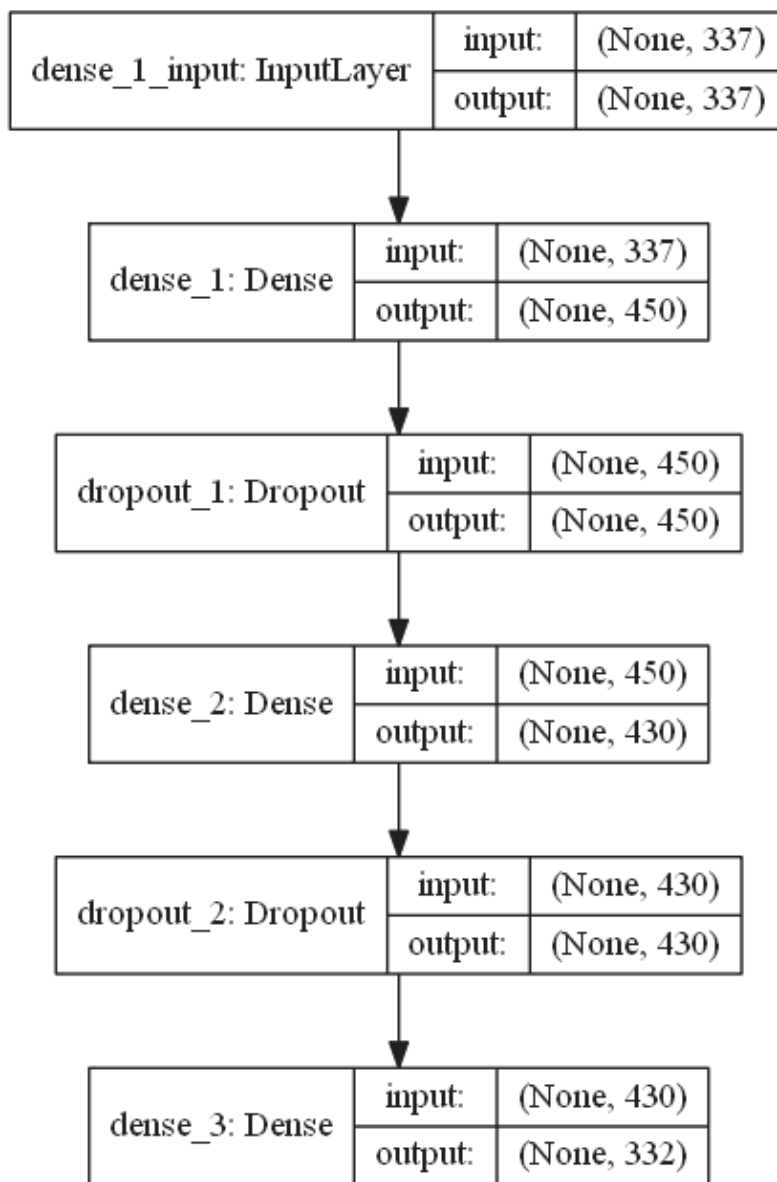 dense_1_input: InputLayer
input: (None, 337)
output: (None, 337)
dense_1: Dense
input: (None, 337)
output: (None, 450)
dropout_1: Dropout
input: (None, 450)
output: (None, 450)
dense_2: Dense
input: (None, 450)
output: (None, 430)
dropout_2: Dropout
input: (None, 430)
output: (None, 430)
dense_3: Dense
input: (None, 430)
output: (None, 332)